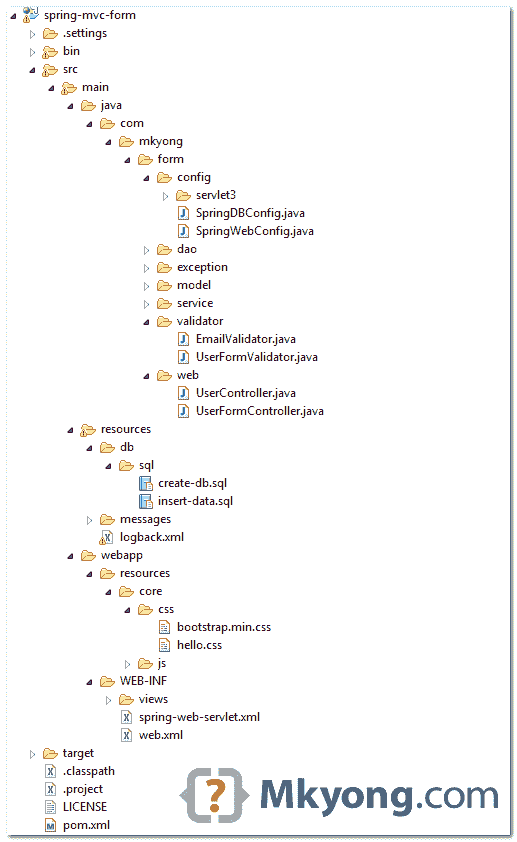 spring-mvc-form
.settings
bin
src
main
java
com
mkyong
form
config
servlet3
SpringDBConfig.java
SpringWebConfig.java
dao
exception
model
service
validator
EmailValidator.java
UserFormValidator.java
web
UserController.java
UserFormController.java
resources
db
sql
create-db.sql
insert-data.sql
messages
logback.xml
webapp
resources
core
css
bootstrap.min.css
hello.css
js
WEB-INF
views
spring-web-servlet.xml
web.xml
target
.classpath
.project
LICENSE
pom.xml
{?} Mkyong.com